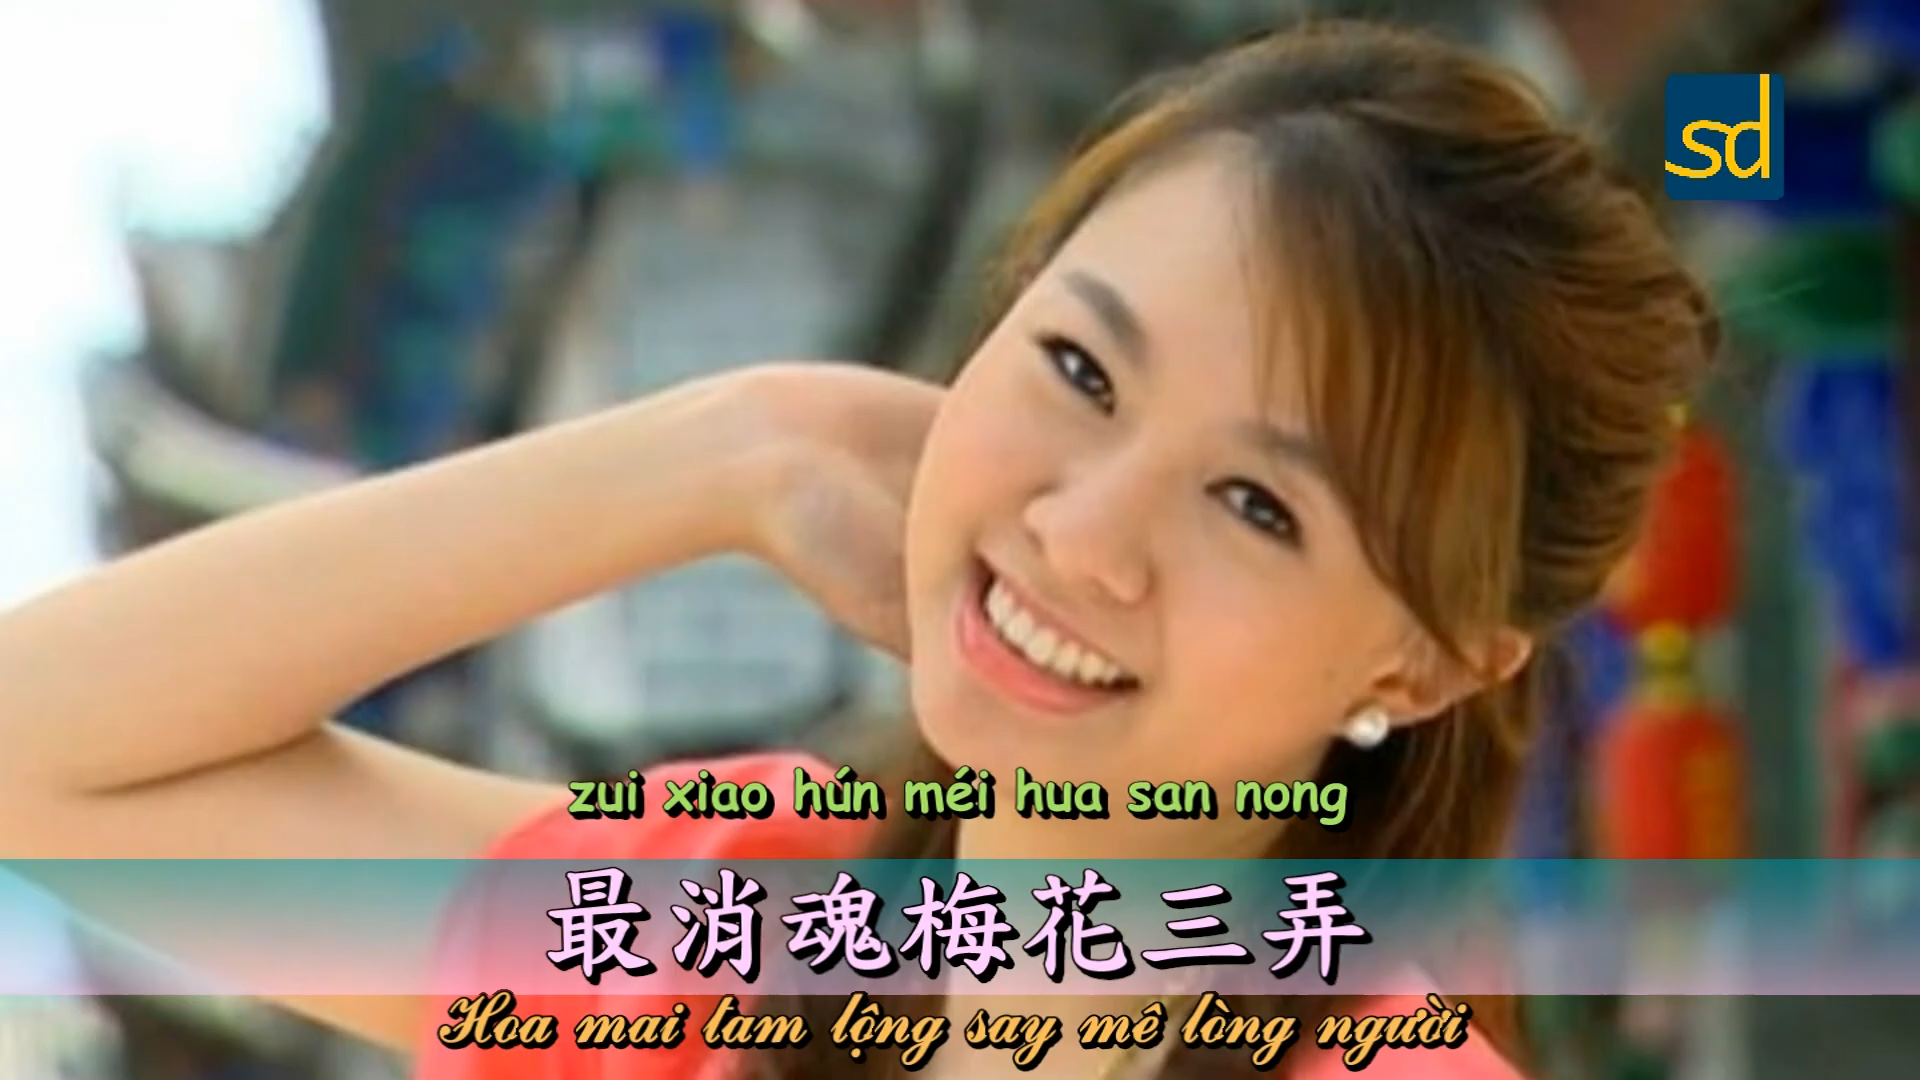 sd
zui xiao hún méi hua san nong
最消魂梅花三弄
Hoa mai tam lộng say mê lòng người